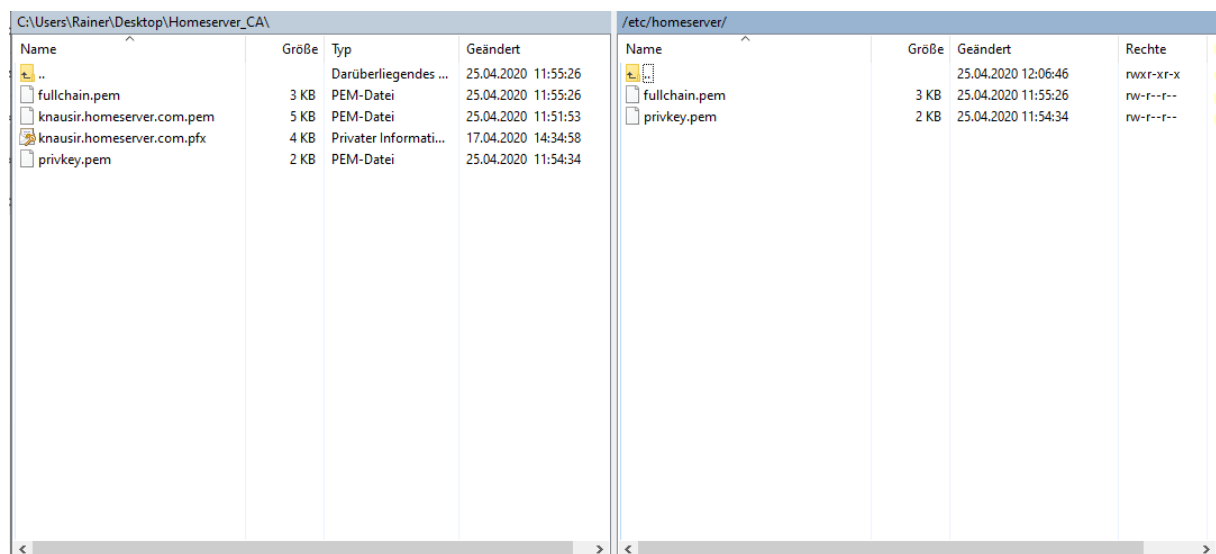 C:\Users\Rainer\Desktop\Homeserver_CA\
Name Größe Typ Geändert
.. Darüberliegendes ... 25.04.2020 11:55:26
fullchain.pem 3 KB PEM-Datei 25.04.2020 11:55:26
knausir.homeserver.com.pem 5 KB PEM-Datei 25.04.2020 11:51:53
knausir.homeserver.com.pfx 4 KB Privater Informati... 17.04.2020 14:34:58
privkey.pem 2 KB PEM-Datei 25.04.2020 11:54:34
/etc/homeserver/
Name Größe Geändert Rechte
.. 25.04.2020 12:06:46 rwxr-xr-x
fullchain.pem 3 KB 25.04.2020 11:55:26 rw-r--r--
privkey.pem 2 KB 25.04.2020 11:54:34 rw-r--r--